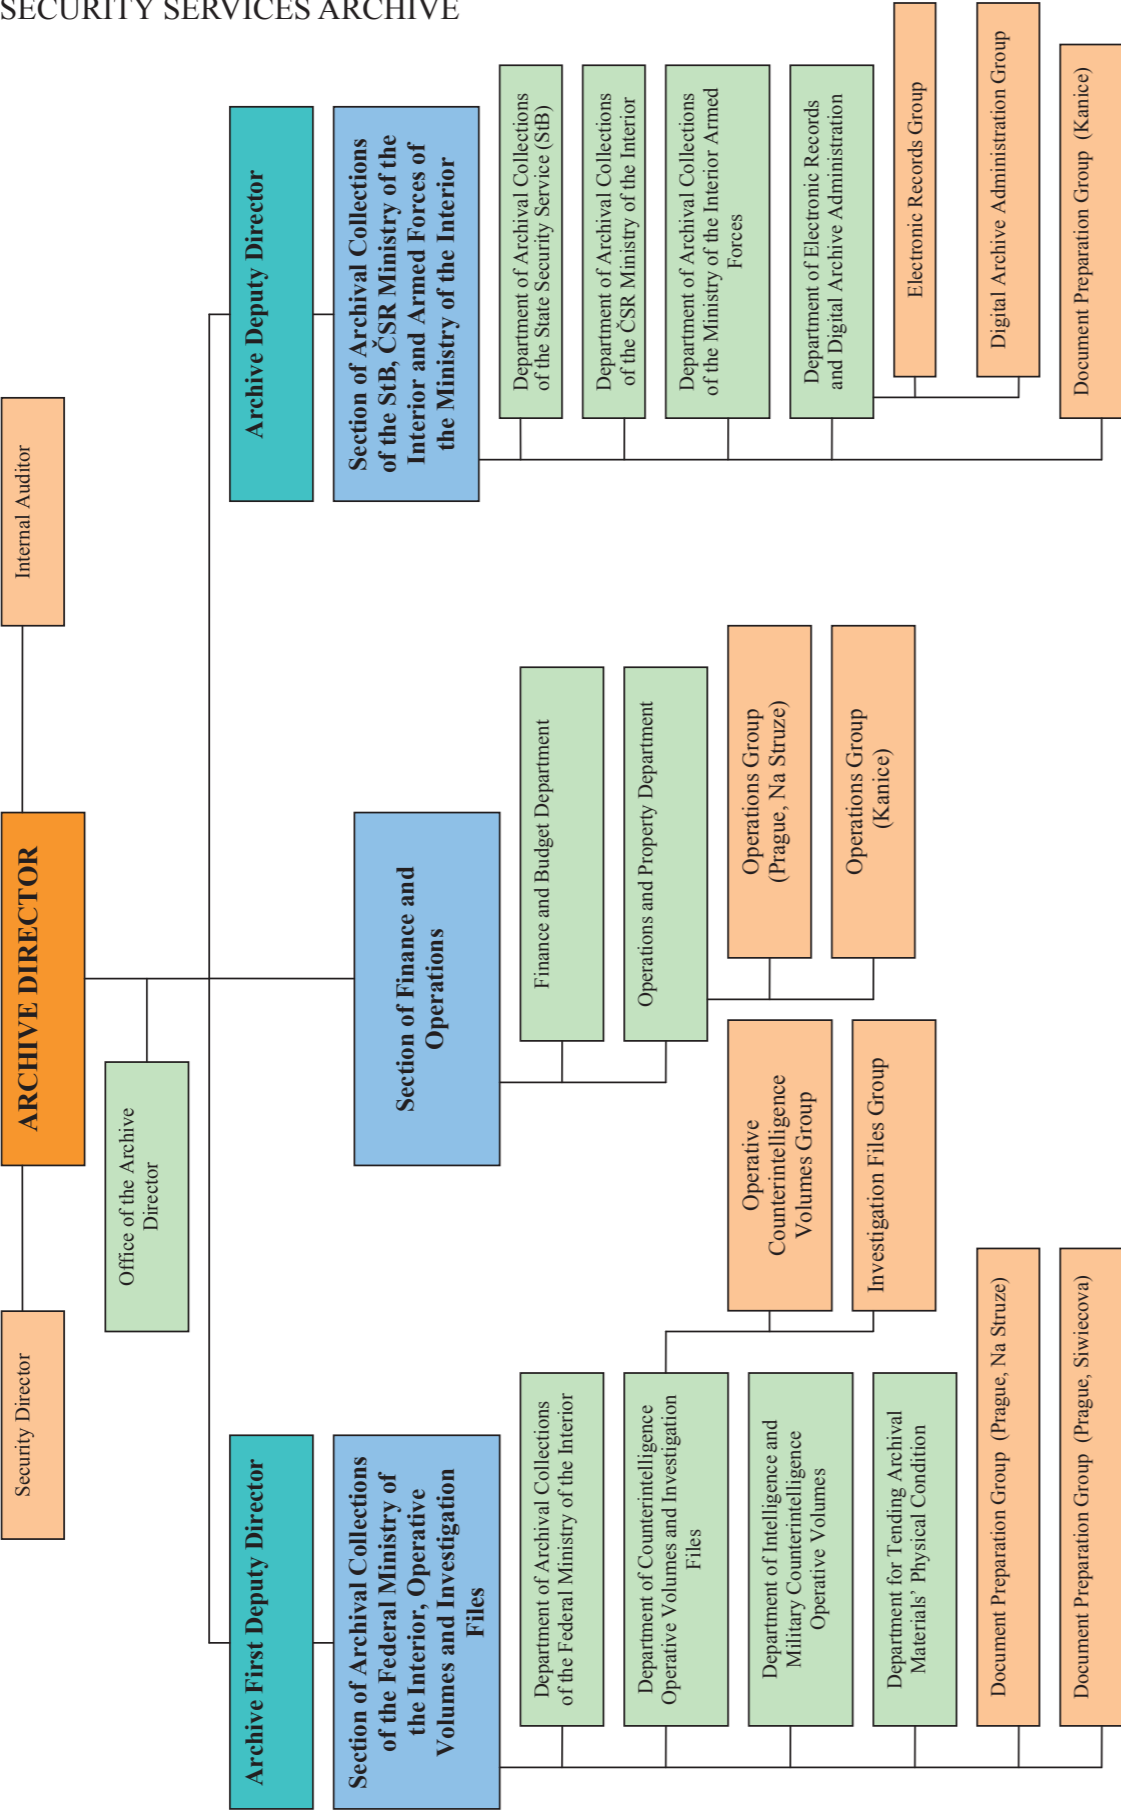 SECURITY SERVICES ARCHIVE
Security Director
ARCHIVE DIRECTOR
Internal Auditor
Office of the Archive
Director
Archive First Deputy Director
Section of Archival Collections
of the Federal Ministry of
the Interior, Operative
Volumes and Investigation
Files
Department of Archival Collections
of the Federal Ministry of the Interior
Department of Counterintelligence
Operative Volumes and Investigation
Files
Operative
Counterintelligence
Volumes Group
Investigation Files Group
Department of Intelligence and
Military Counterintelligence
Operative Volumes
Department for Tending Archival
Materials’ Physical Condition
Document Preparation Group (Prague, Na Struze)
Document Preparation Group (Prague, Siwiecova)
Section of Finance and
Operations
Finance and Budget Department
Operations and Property Department
Operations Group
(Prague, Na Struze)
Operations Group
(Kanice)
Archive Deputy Director
Section of Archival Collections
of the StB, ČSR Ministry of the
Interior and Armed Forces of
the Ministry of the Interior
Department of Archival Collections
of the State Security Service (StB)
Department of Archival Collections
of the ČSR Ministry of the Interior
Department of Archival Collections
of the Ministry of the Interior Armed
Forces
Department of Electronic Records
and Digital Archive Administration
Electronic Records Group
Digital Archive Administration Group
Document Preparation Group (Kanice)